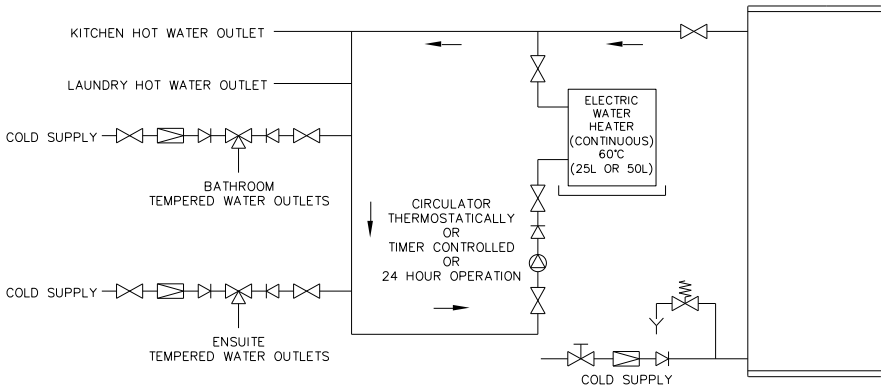 KITCHEN HOT WATER OUTLET
LAUNDRY HOT WATER OUTLET
COLD SUPPLY
BATHROOM
TEMPERED WATER OUTLETS
ELECTRIC
WATER
HEATER
(CONTINUOUS)
60°C
(25L OR 50L)
CIRCULATOR
THERMOSTATICALLY
OR
TIMER CONTROLLED
OR
24 HOUR OPERATION
COLD SUPPLY
ENSUITE
TEMPERED WATER OUTLETS
COLD SUPPLY